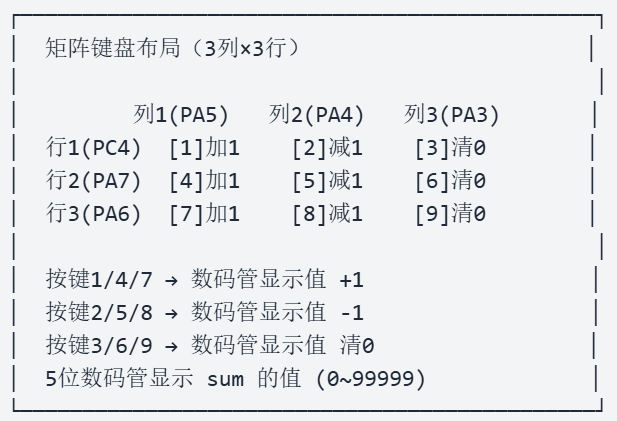 矩阵键盘布局（3列×3行）
列1(PA5) 列2(PA4) 列3(PA3)
行1(PC4) [1]加1 [2]减1 [3]清0
行2(PA7) [4]加1 [5]减1 [6]清0
行3(PA6) [7]加1 [8]减1 [9]清0
按键1/4/7 → 数码管显示值 +1
按键2/5/8 → 数码管显示值 -1
按键3/6/9 → 数码管显示值 清0
5位数码管显示 sum 的值 (0~99999)